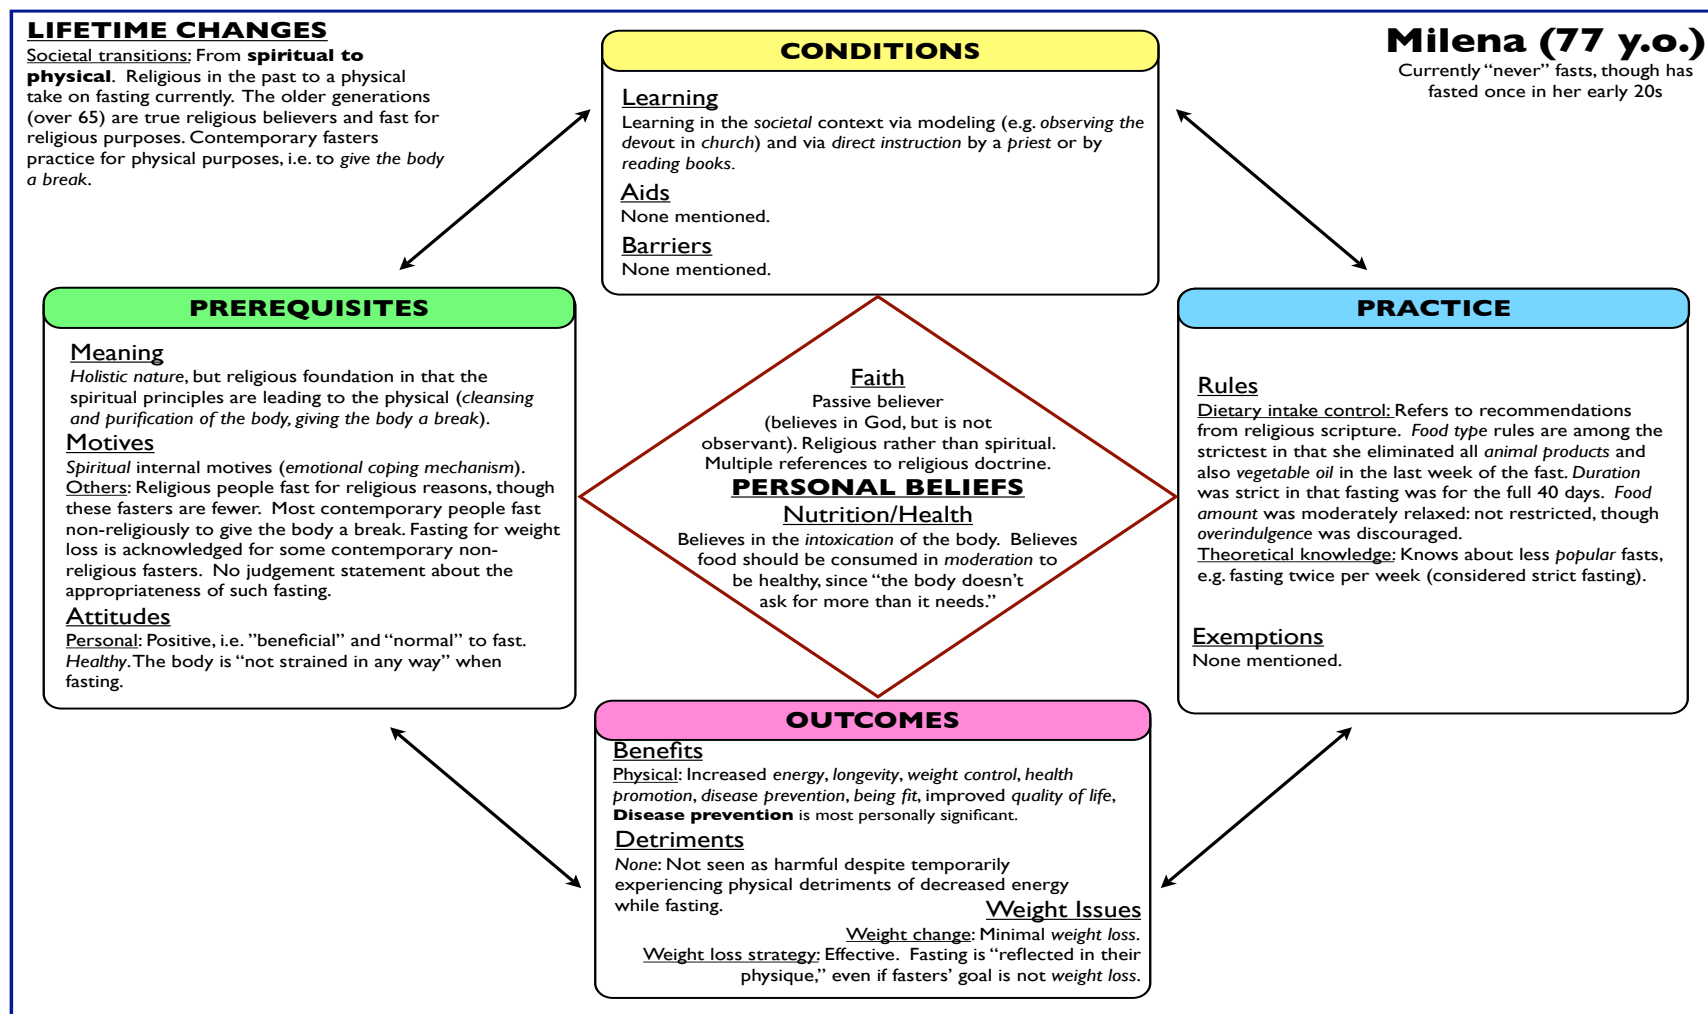 LIFETIME CHANGES
Societal transitions: From spiritual to
physical. Religious in the past to a physical
take on fasting currently. The older generations
(over 65) are true religious believers and fast for
religious purposes. Contemporary fasters
practice for physical purposes, i.e. to give the body
a break.
Milena (77 y.o.)
Currently “never” fasts, though has
fasted once in her early 20s
CONDITIONS
Learning
Learning in the societal context via modeling (e.g. observing the
devout in church) and via direct instruction by a priest or by
reading books.
Aids
None mentioned.
Barriers
None mentioned.
PREREQUISITES
Meaning
Holistic nature, but religious foundation in that the
spiritual principles are leading to the physical (cleansing
and purification of the body, giving the body a break).
Motives
Spiritual internal motives (emotional coping mechanism).
Others: Religious people fast for religious reasons, though
these fasters are fewer. Most contemporary people fast
non-religiously to give the body a break. Fasting for weight
loss is acknowledged for some contemporary non-
religious fasters. No judgement statement about the
appropriateness of such fasting.
Attitudes
Personal: Positive, i.e. ”beneficial” and “normal” to fast.
Healthy. The body is “not strained in any way” when
fasting.
Faith
Passive believer
(believes in God, but is not
observant). Religious rather than spiritual.
Multiple references to religious doctrine.
PERSONAL BELIEFS
Nutrition/Health
Believes in the intoxication of the body. Believes
food should be consumed in moderation to
be healthy, since “the body doesn’t
ask for more than it needs.”
PRACTICE
Rules
Dietary intake control: Refers to recommendations
from religious scripture. Food type rules are among the
strictest in that she eliminated all animal products and
also vegetable oil in the last week of the fast. Duration
was strict in that fasting was for the full 40 days. Food
amount was moderately relaxed: not restricted, though
overindulgence was discouraged.
Theoretical knowledge: Knows about less popular fasts,
e.g. fasting twice per week (considered strict fasting).
Exemptions
None mentioned.
OUTCOMES
Benefits
Physical: Increased energy, longevity, weight control, health
promotion, disease prevention, being fit, improved quality of life,
Disease prevention is most personally significant.
Detriments
None: Not seen as harmful despite temporarily
experiencing physical detriments of decreased energy
while fasting.
Weight Issues
Weight change: Minimal weight loss.
Weight loss strategy: Effective. Fasting is “reflected in their
physique,” even if fasters’ goal is not weight loss.